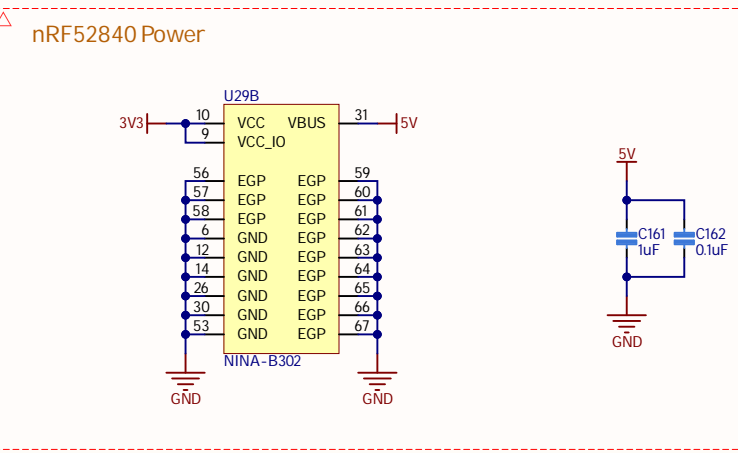 nRF52840 Power
U29B
3V3 10 VCC VBUS 31 5V
9 VCC_IO
56 EGP EGP 59
57 EGP EGP 60
58 EGP EGP 61
6 GND EGP 62
12 GND EGP 63
14 GND EGP 64
26 GND EGP 65
30 GND EGP 66
53 GND EGP 67
NINA-B302
GND GND
5V
C161 C162
1uF 0.1uF
GND